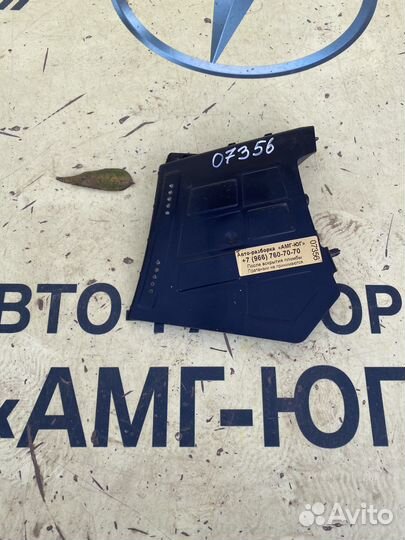 »
07356
Авто-разборка «АМГ-ЮГ»
+7 (966) 760-70-70
После вскрытия пломбы
Претензии не принимаются
07356
АВТО
БОР
«АМГ-ЮГ
Avito